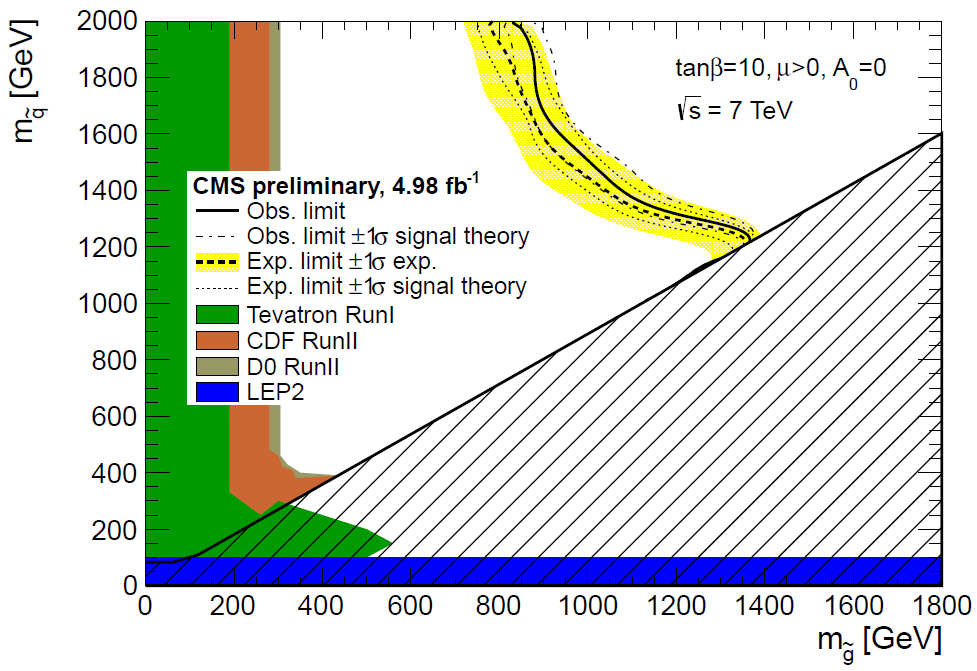 m_q̃ [GeV]
2000
1800
1600
1400
1200
1000
800
600
400
200
0
tanβ=10, μ>0, A₀=0
√s = 7 TeV
CMS preliminary, 4.98 fb⁻¹
Obs. limit
Obs. limit ±1σ signal theory
Exp. limit ±1σ exp.
Exp. limit ±1σ signal theory
Tevatron RunI
CDF RunII
D0 RunII
LEP2
0 200 400 600 800 1000 1200 1400 1600 1800
m_g̃ [GeV]